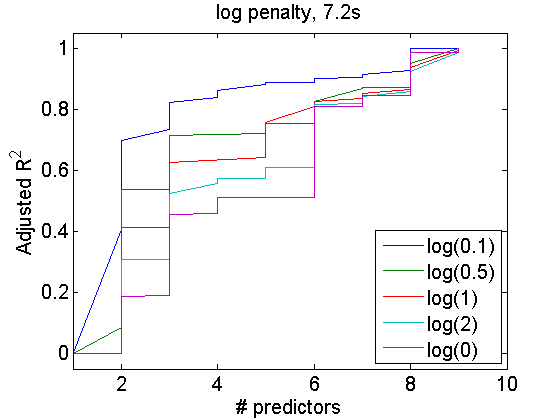 log penalty, 7.2s
1
0.8
0.6
0.4
0.2
0
Adjusted R²
2
4
6
8
10
# predictors
log(0.1)
log(0.5)
log(1)
log(2)
log(0)